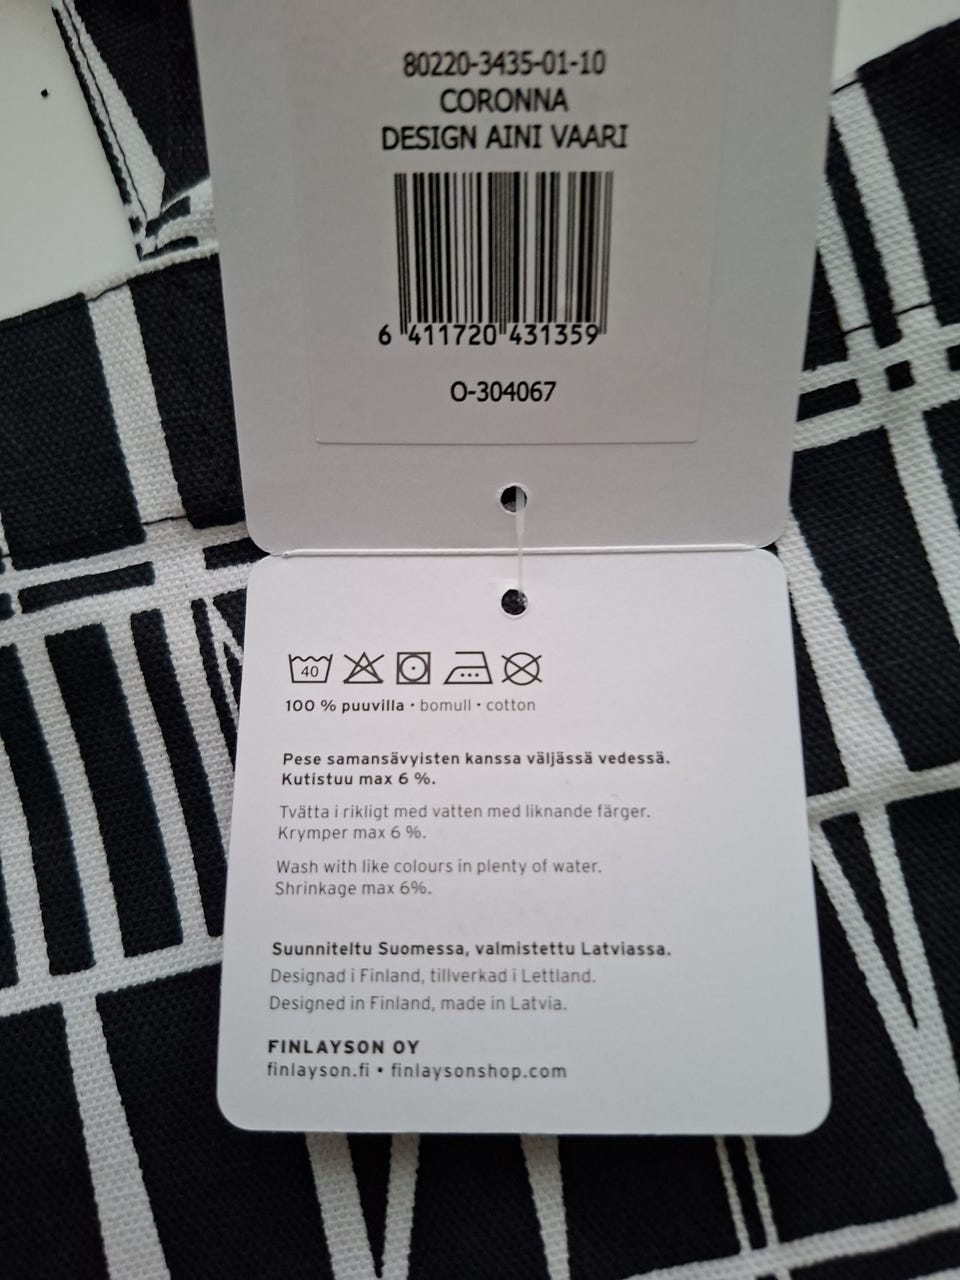 80220-3435-01-10
CORONNA
DESIGN AINI VAARI
6 411720 431359
O-304067
40
100 % puuvilla • bomull • cotton
Pese samansävyisten kanssa väljässä vedessä.
Kutistuu max 6 %.
Tvätta i rikligt med vatten med liknande färger.
Krymper max 6 %.
Wash with like colours in plenty of water.
Shrinkage max 6%.
Suunniteltu Suomessa, valmistettu Latviassa.
Designad i Finland, tillverkad i Lettland.
Designed in Finland, made in Latvia.
FINLAYSON OY
finlayson.fi • finlaysonshop.com